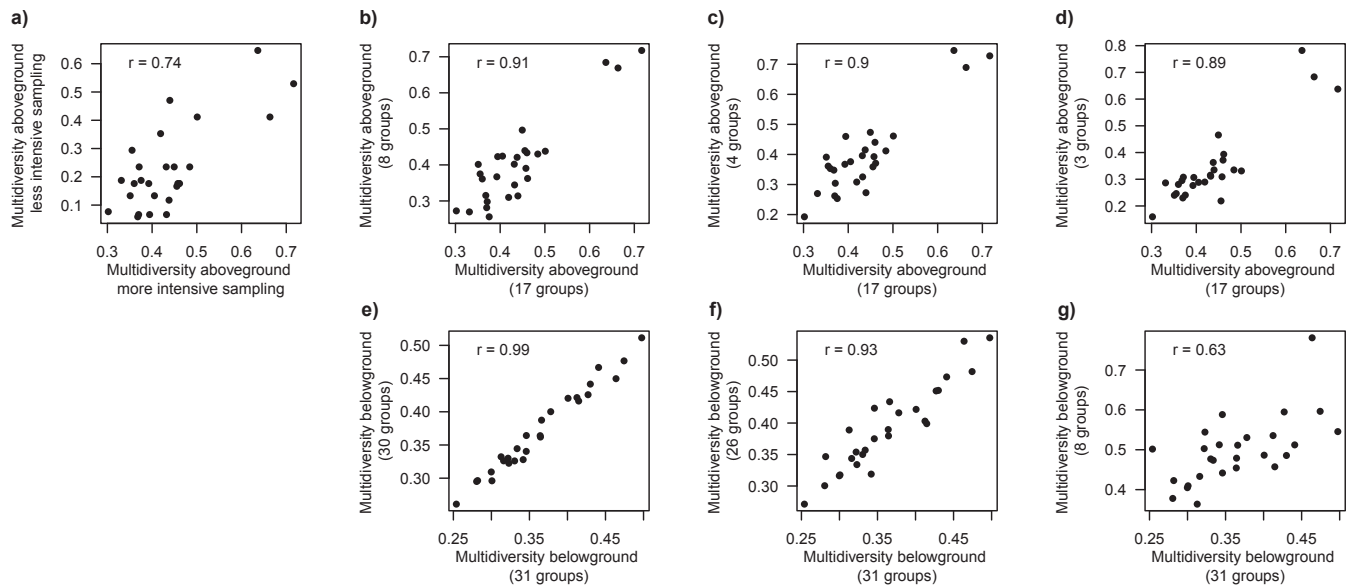 a)
Multidiversity aboveground
less intensive sampling
r = 0.74
0.6
0.5
0.4
0.3
0.2
0.1
0.3 0.4 0.5 0.6 0.7
Multidiversity aboveground
more intensive sampling
b)
Multidiversity aboveground
(8 groups)
r = 0.91
0.7
0.6
0.5
0.4
0.3
0.3 0.4 0.5 0.6 0.7
Multidiversity aboveground
(17 groups)
c)
Multidiversity aboveground
(4 groups)
r = 0.9
0.7
0.6
0.5
0.4
0.3
0.2
0.3 0.4 0.5 0.6 0.7
Multidiversity aboveground
(17 groups)
d)
Multidiversity aboveground
(3 groups)
r = 0.89
0.8
0.7
0.6
0.5
0.4
0.3
0.2
0.3 0.4 0.5 0.6 0.7
Multidiversity aboveground
(17 groups)
e)
Multidiversity belowground
(30 groups)
r = 0.99
0.50
0.45
0.40
0.35
0.30
0.25 0.35 0.45
Multidiversity belowground
(31 groups)
f)
Multidiversity belowground
(26 groups)
r = 0.93
0.50
0.45
0.40
0.35
0.30
0.25 0.35 0.45
Multidiversity belowground
(31 groups)
g)
Multidiversity belowground
(8 groups)
r = 0.63
0.7
0.6
0.5
0.4
0.25 0.35 0.45
Multidiversity belowground
(31 groups)